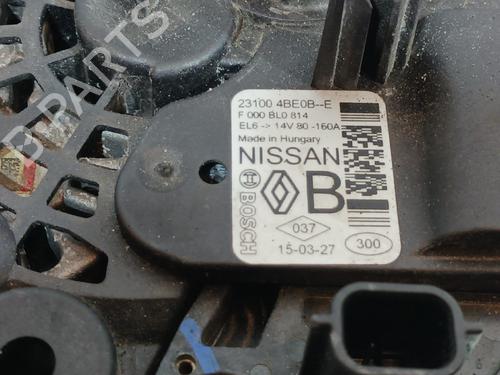 23100 4BE0B--E
F 000 BL0 814
EL6 -> 14V 80 -160A
Made in Hungary
NISSAN
BOSCH
B
037
15-03-27
300